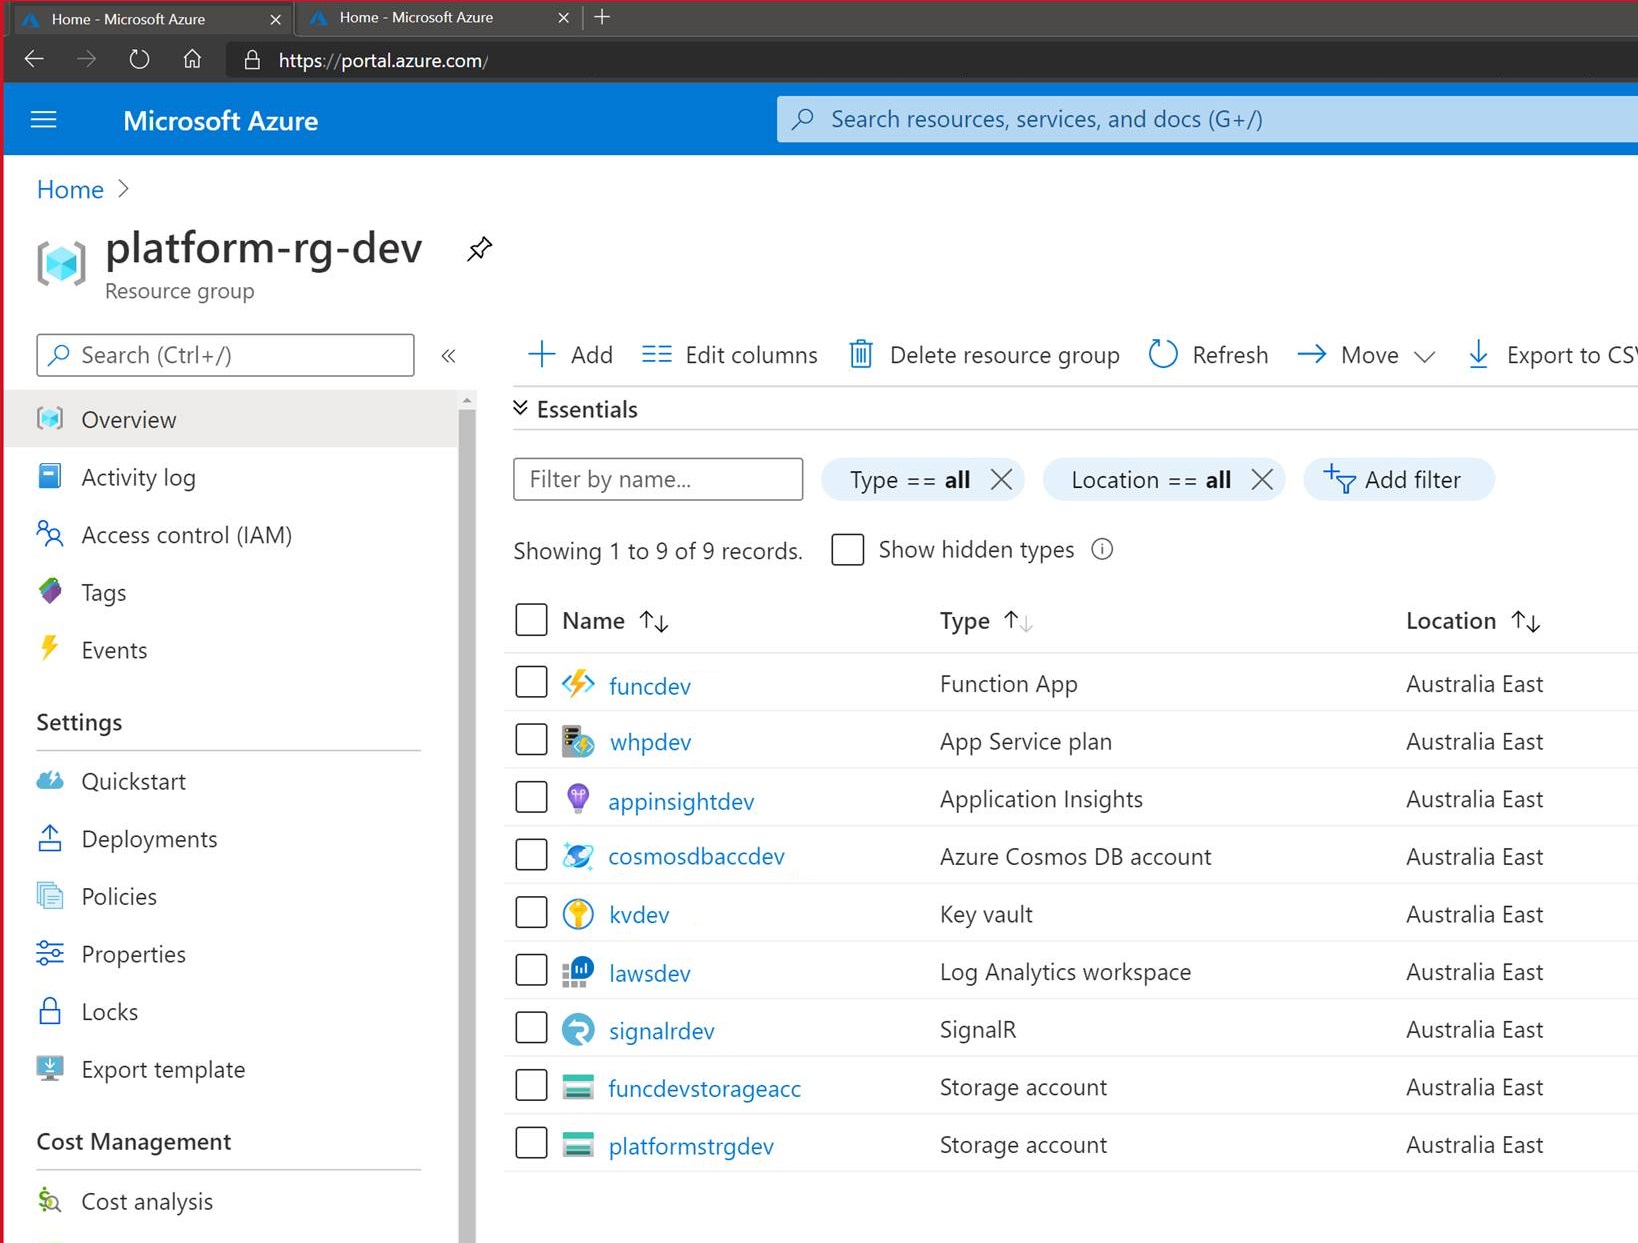 Home - Microsoft Azure
Home - Microsoft Azure
https://portal.azure.com/
Microsoft Azure
Search resources, services, and docs (G+/)
Home
platform-rg-dev
Resource group
Search (Ctrl+/)
Add
Edit columns
Delete resource group
Refresh
Move
Export to CSV
Overview
Activity log
Access control (IAM)
Tags
Events
Settings
Quickstart
Deployments
Policies
Properties
Locks
Export template
Cost Management
Cost analysis
Essentials
Filter by name...
Type == all
Location == all
Add filter
Showing 1 to 9 of 9 records.
Show hidden types
Name Type Location
funcdev Function App Australia East
whpdev App Service plan Australia East
appinsightdev Application Insights Australia East
cosmosdbaccdev Azure Cosmos DB account Australia East
kvdev Key vault Australia East
lawsdev Log Analytics workspace Australia East
signalrdev SignalR Australia East
funcdevstorageacc Storage account Australia East
platformstrgdev Storage account Australia East